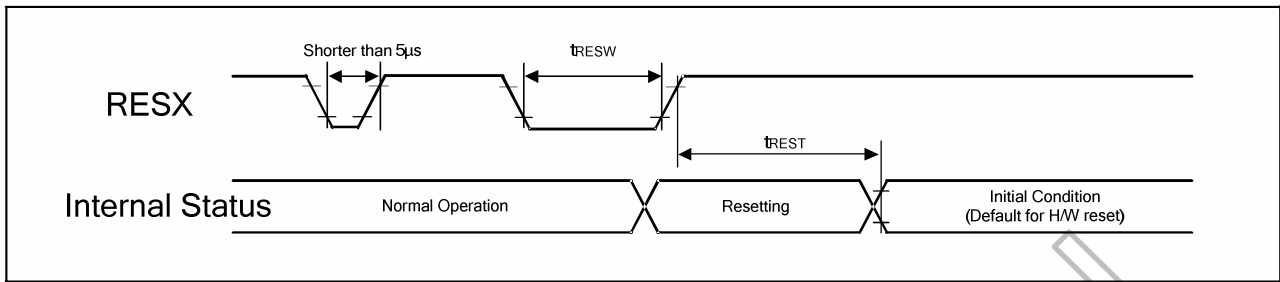 Shorter than 5µs
tRESW
RESX
tREST
Internal Status
Normal Operation
Resetting
Initial Condition
(Default for H/W reset)